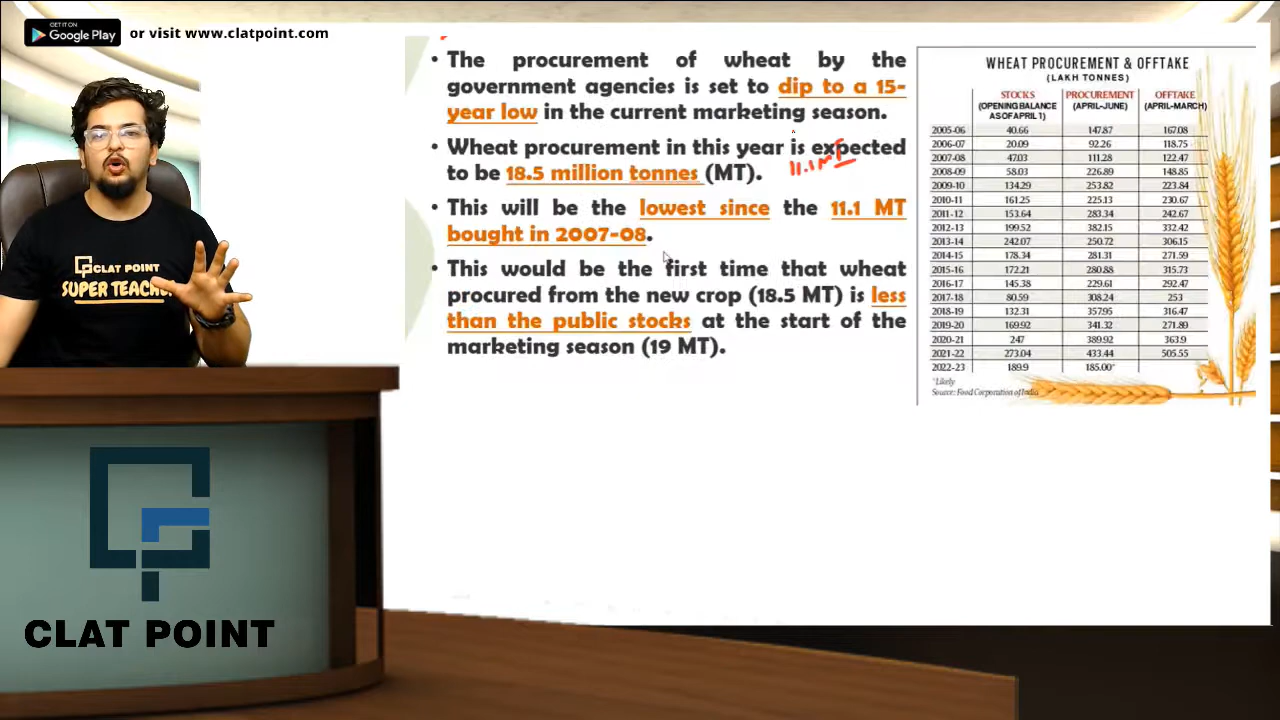 GET IT ON
Google Play
or visit www.clatpoint.com
• The procurement of wheat by the
government agencies is set to dip to a 15-
year low in the current marketing season.
• Wheat procurement in this year is expected
to be 18.5 million tonnes (MT).
11.1 MT
• This will be the lowest since the 11.1 MT
bought in 2007-08.
• This would be the first time that wheat
procured from the new crop (18.5 MT) is less
than the public stocks at the start of the
marketing season (19 MT).
WHEAT PROCUREMENT & OFFTAKE
(LAKH TONNES)
STOCKS PROCUREMENT OFFTAKE
(OPENING BALANCE (APRIL-JUNE) (APRIL-MARCH)
AS OF APRIL 1)
2005-06 40.66 147.87 167.08
2006-07 20.09 92.26 118.75
2007-08 47.03 111.28 122.47
2008-09 58.03 226.89 148.85
2009-10 134.29 253.82 223.84
2010-11 161.25 225.13 230.67
2011-12 153.64 283.34 242.67
2012-13 199.52 382.15 332.42
2013-14 242.07 250.72 306.15
2014-15 178.34 281.31 271.59
2015-16 172.21 280.88 315.73
2016-17 145.38 229.61 292.47
2017-18 80.59 308.24 253
2018-19 132.31 357.95 316.47
2019-20 169.92 341.32 271.89
2020-21 247 389.92 363.9
2021-22 273.04 433.44 505.55
2022-23 189.9 185.00*
*Likely
Source: Food Corporation of India
CLAT POINT
SUPER TEACHER
CLAT POINT